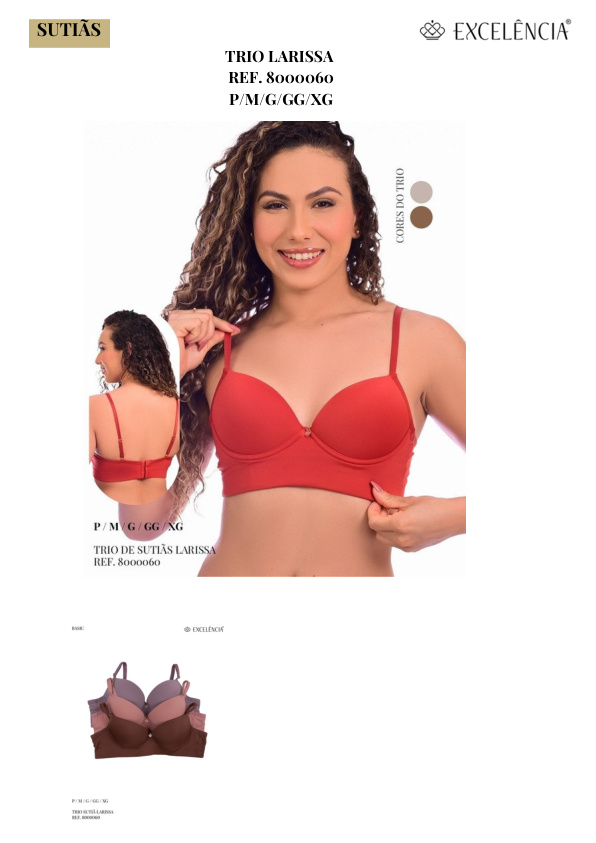 SUTIÃS
EXCELÊNCIA®
TRIO LARISSA
REF. 8000060
P/M/G/GG/XG
CORES DO TRIO
P / M / G / GG / XG
TRIO DE SUTIÃS LARISSA
REF. 8000060
BASIC
EXCELÊNCIA
P / M / G / GG / XG
TRIO SUTIÃ LARISSA
REF. 8000060